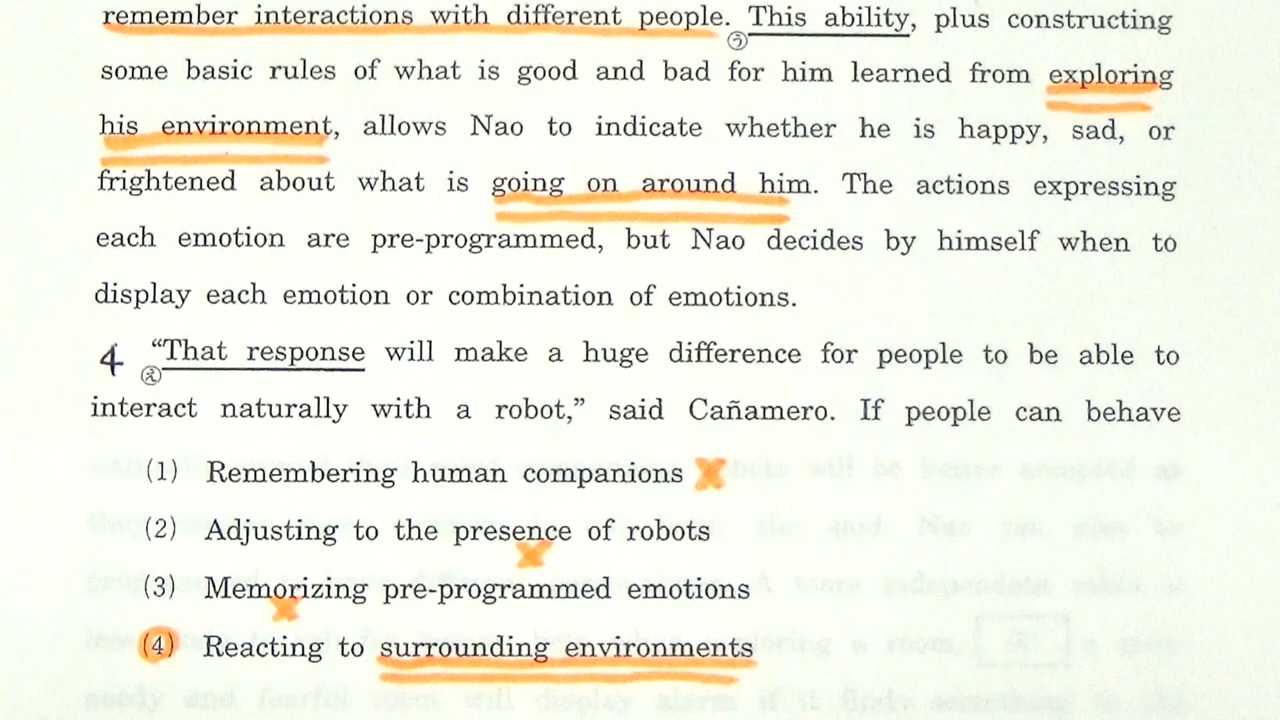 remember interactions with different people. This ability, plus constructing
㋒
some basic rules of what is good and bad for him learned from exploring
his environment, allows Nao to indicate whether he is happy, sad, or
frightened about what is going on around him. The actions expressing
each emotion are pre-programmed, but Nao decides by himself when to
display each emotion or combination of emotions.
4 “That response will make a huge difference for people to be able to
㋓
interact naturally with a robot,” said Cañamero. If people can behave
(1) Remembering human companions
(2) Adjusting to the presence of robots
(3) Memorizing pre-programmed emotions
(4) Reacting to surrounding environments